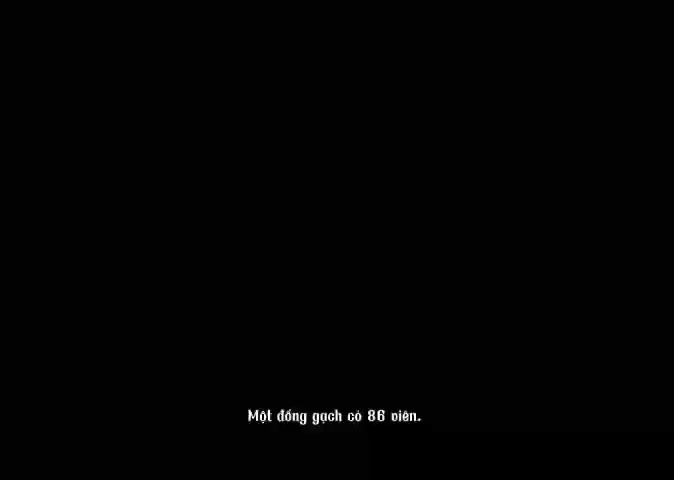 Một đống gạch có 86 viên.